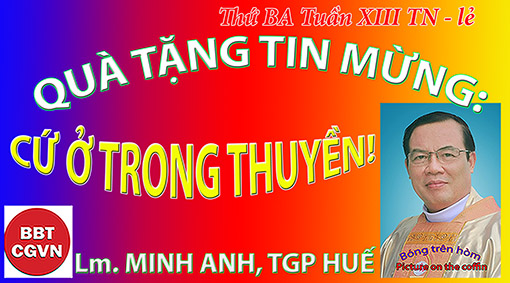 Thứ BA Tuần XIII TN - lẻ
QUÀ TẶNG TIN MỪNG:
CỨ Ở TRONG THUYỀN!
BBT
CGVN
Lm. MINH ANH, TGP HUẾ
Bóng trên hòm
Picture on the coffin